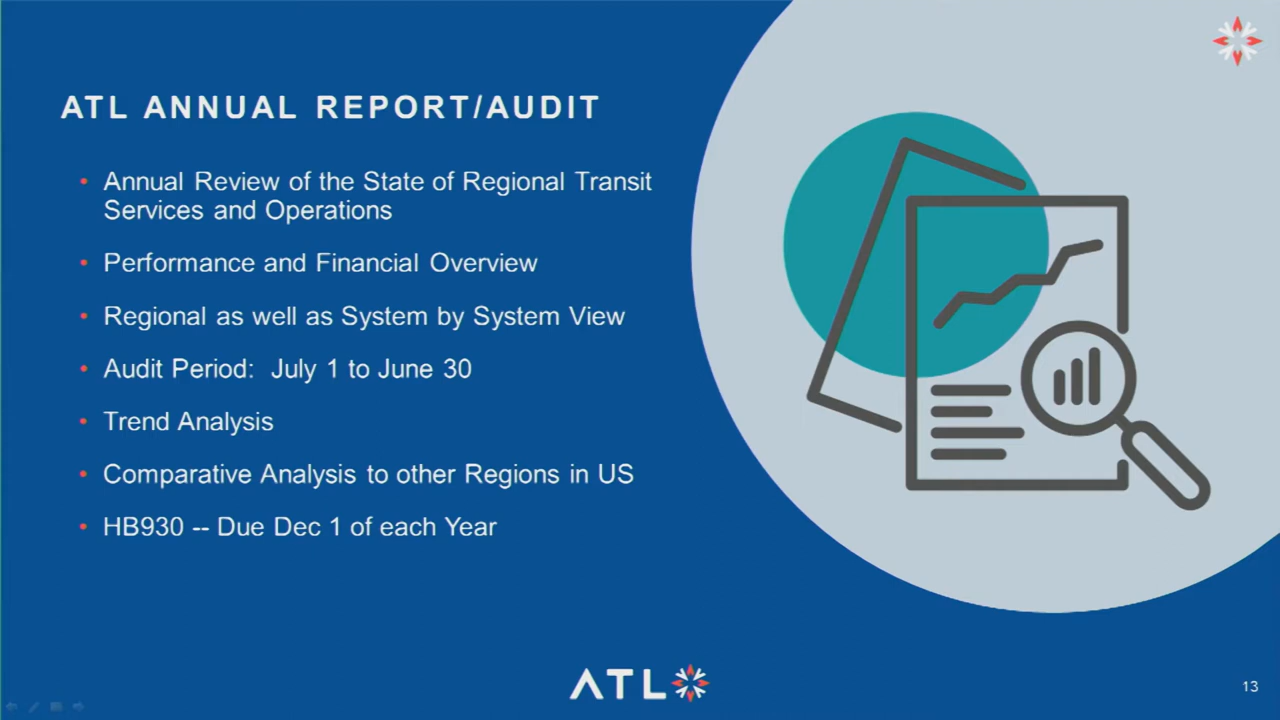 ATL ANNUAL REPORT/AUDIT
• Annual Review of the State of Regional Transit
Services and Operations
• Performance and Financial Overview
• Regional as well as System by System View
• Audit Period: July 1 to June 30
• Trend Analysis
• Comparative Analysis to other Regions in US
• HB930 -- Due Dec 1 of each Year
ATL
13